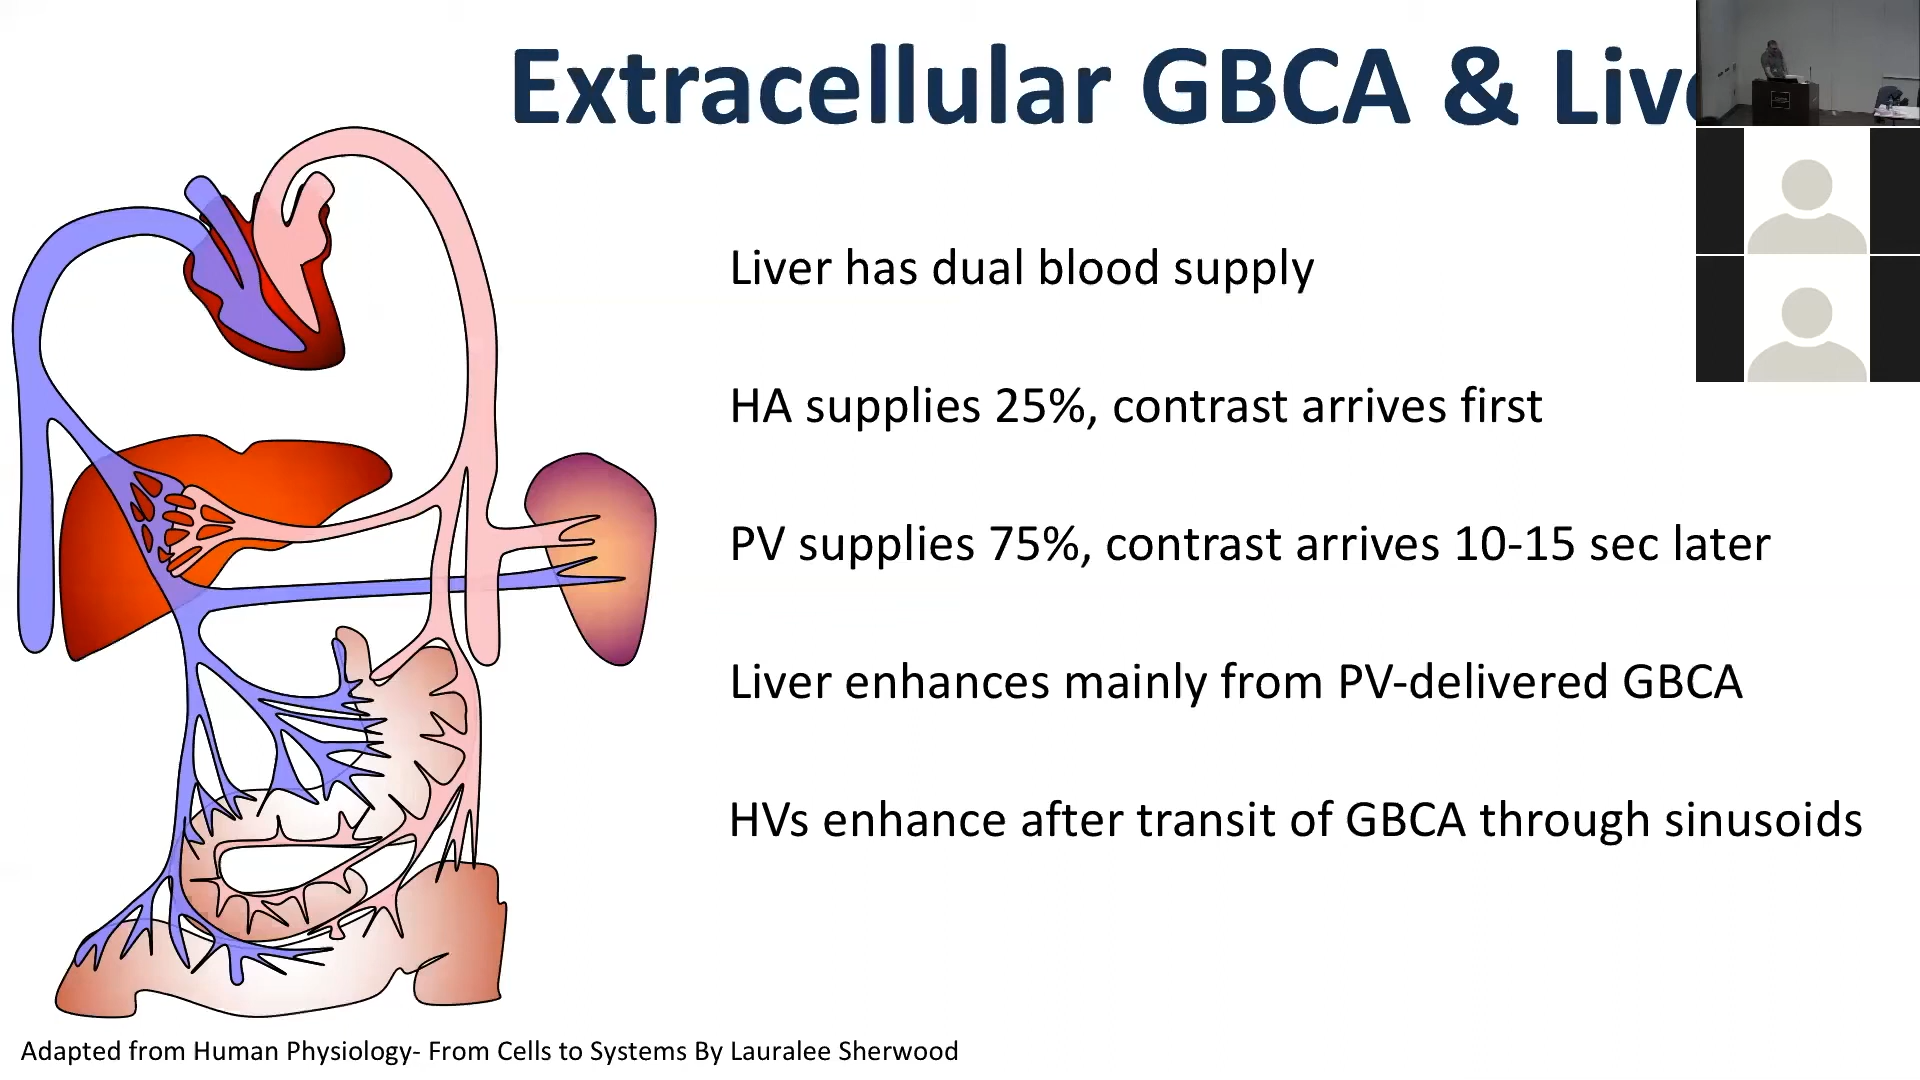 Extracellular GBCA & Live
Liver has dual blood supply
HA supplies 25%, contrast arrives first
PV supplies 75%, contrast arrives 10-15 sec later
Liver enhances mainly from PV-delivered GBCA
HVs enhance after transit of GBCA through sinusoids
Adapted from Human Physiology- From Cells to Systems By Lauralee Sherwood